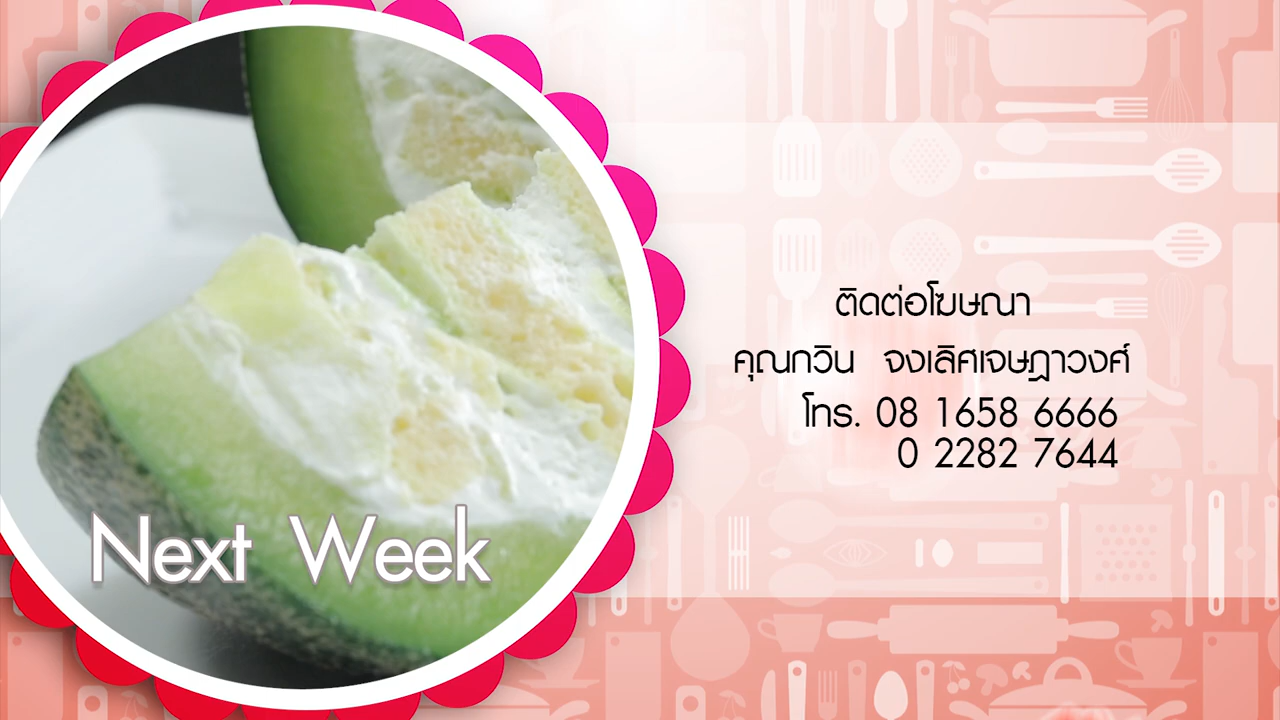 Next Week
ติดต่อโฆษณา
คุณกวิน จงเลิศเจษฎาวงศ์
โทร. 08 1658 6666
0 2282 7644